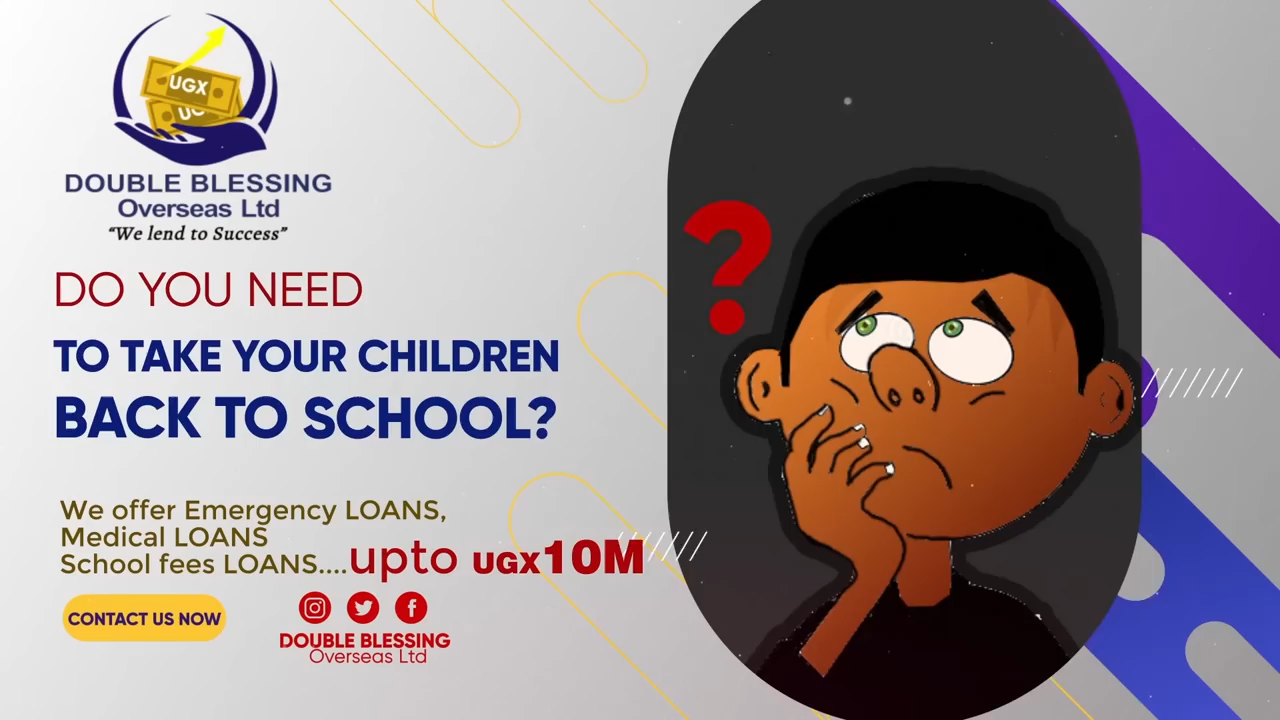 UGX
DOUBLE BLESSING
Overseas Ltd
“We lend to Success”
DO YOU NEED
TO TAKE YOUR CHILDREN
BACK TO SCHOOL?
?
We offer Emergency LOANS,
Medical LOANS
School fees LOANS....upto UGX10M
CONTACT US NOW
DOUBLE BLESSING
Overseas Ltd